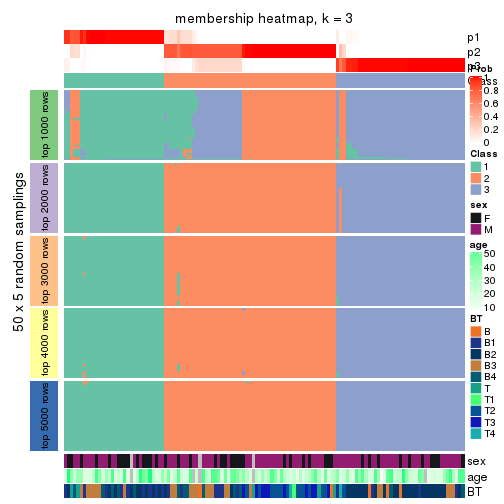 membership heatmap, k = 3
p1
p2
p3
Class
50 x 5 random samplings
top 1000 rows
top 2000 rows
top 3000 rows
top 4000 rows
top 5000 rows
sex
age
BT
Prob
1
0.8
0.6
0.4
0.2
0
Class
1
2
3
sex
F
M
age
50
40
30
20
10
BT
B
B1
B2
B3
B4
T
T1
T2
T3
T4